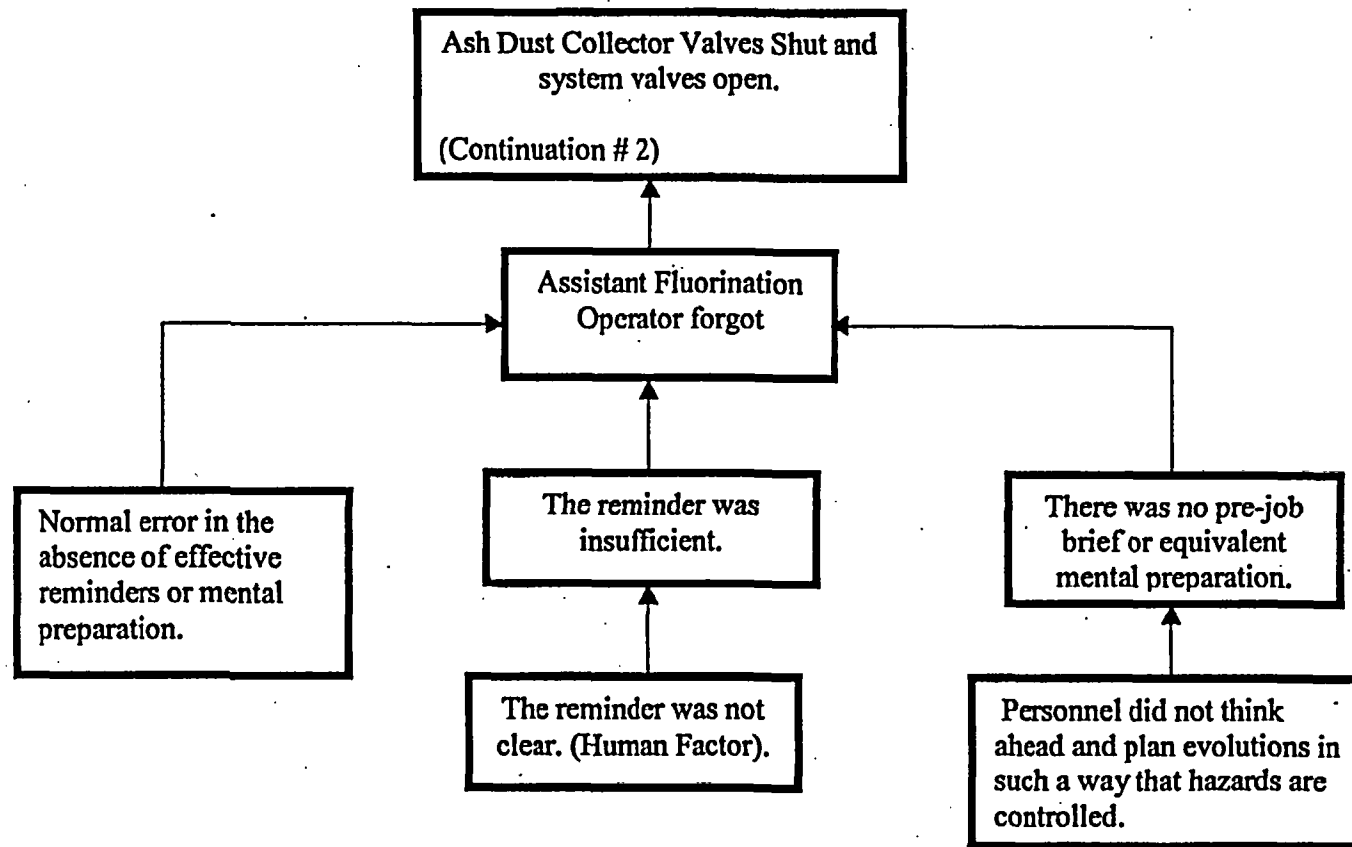 Ash Dust Collector Valves Shut and
system valves open.
(Continuation # 2)
Assistant Fluorination
Operator forgot
Normal error in the
absence of effective
reminders or mental
preparation.
The reminder was
insufficient.
There was no pre-job
brief or equivalent
mental preparation.
The reminder was not
clear. (Human Factor).
Personnel did not think
ahead and plan evolutions in
such a way that hazards are
controlled.